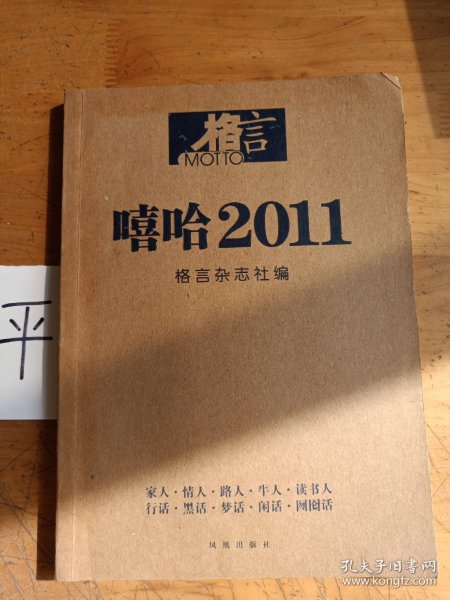 格言
MOTTO
嘻哈2011
格言杂志社编
平
家人·情人·路人·牛人·读书人
行话·黑话·梦话·闲话·囫囵话
凤凰出版社
孔夫子旧书网
www.kongfz.com